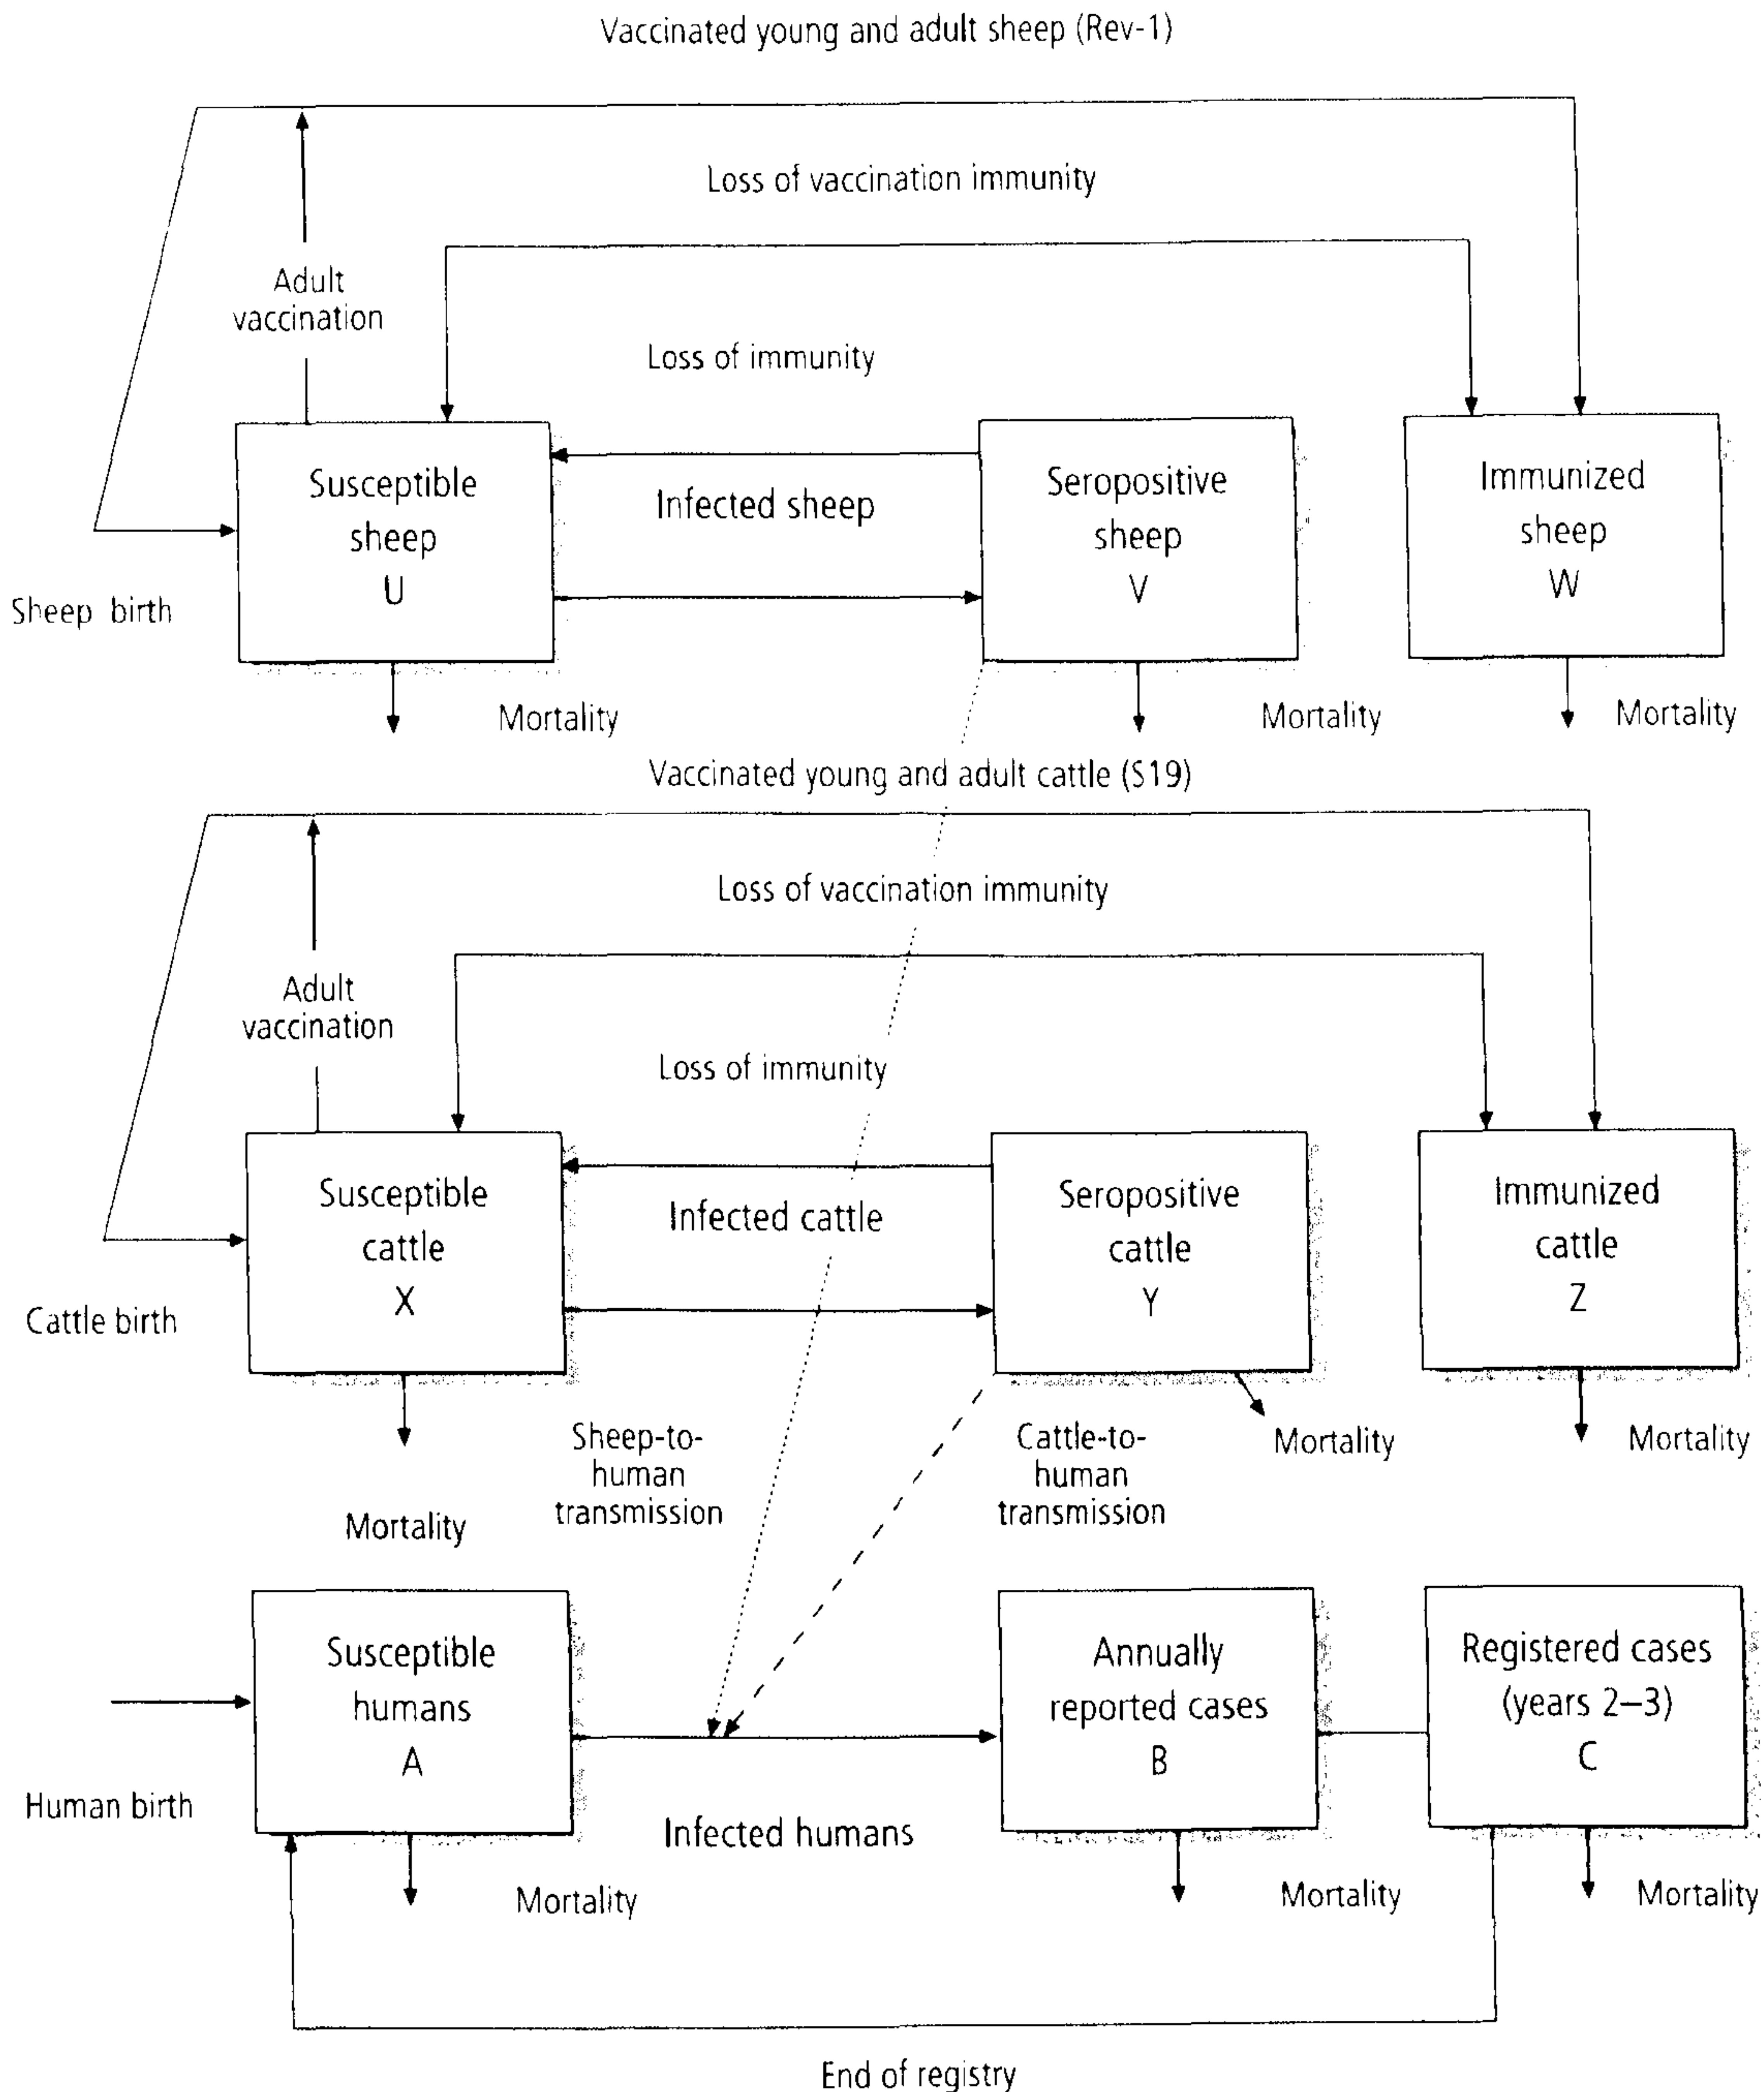 Vaccinated young and adult sheep (Rev-1)
Loss of vaccination immunity
Adult
vaccination
Loss of immunity
Susceptible
sheep
U
Infected sheep
Seropositive
sheep
V
Immunized
sheep
W
Sheep birth
Mortality
Mortality
Mortality
Vaccinated young and adult cattle (S19)
Loss of vaccination immunity
Adult
vaccination
Loss of immunity
Susceptible
cattle
X
Infected cattle
Seropositive
cattle
Y
Immunized
cattle
Z
Cattle birth
Mortality
Sheep-to-
human
transmission
Cattle-to-
human
transmission
Mortality
Mortality
Susceptible
humans
A
Annually
reported cases
B
Registered cases
(years 2–3)
C
Human birth
Infected humans
Mortality
Mortality
Mortality
End of registry